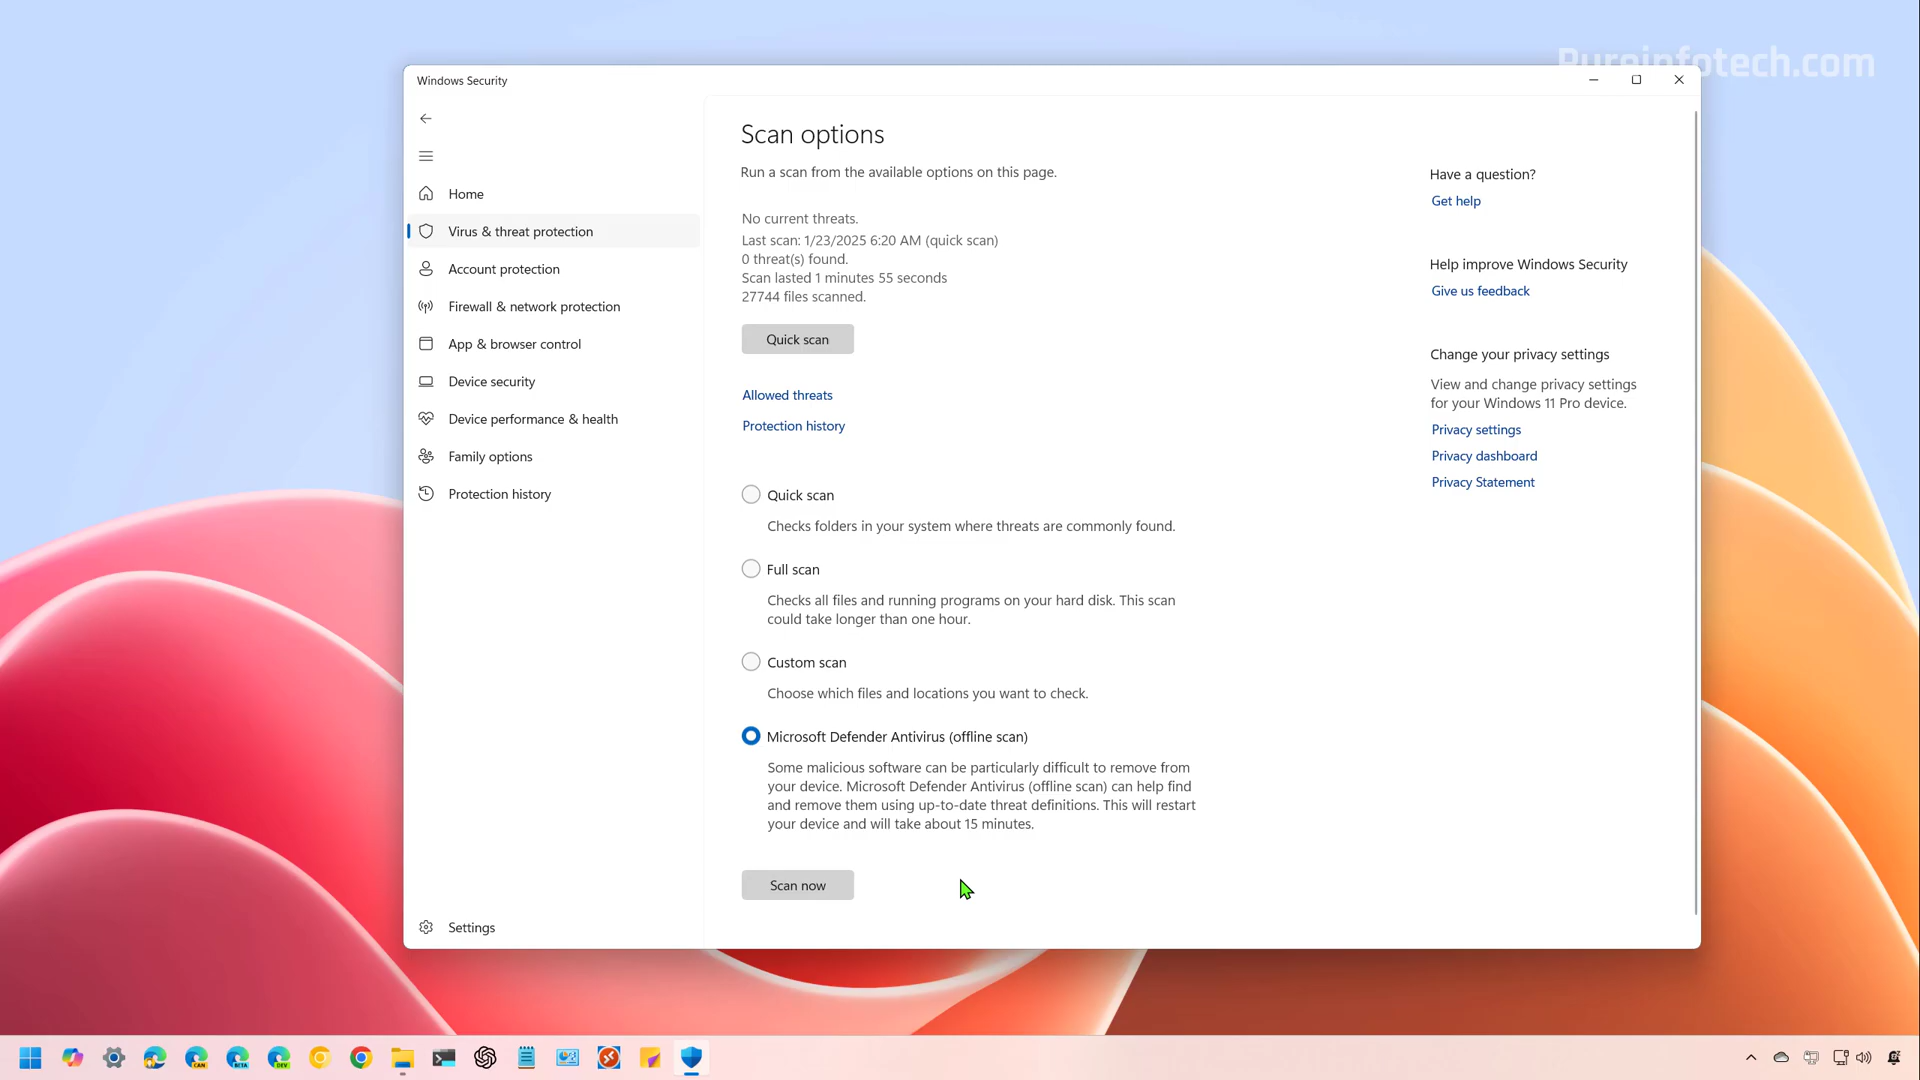 Pureinfotech.com
Windows Security
Home
Virus & threat protection
Account protection
Firewall & network protection
App & browser control
Device security
Device performance & health
Family options
Protection history
Settings
Scan options
Run a scan from the available options on this page.
No current threats.
Last scan: 1/23/2025 6:20 AM (quick scan)
0 threat(s) found.
Scan lasted 1 minutes 55 seconds
27744 files scanned.
Quick scan
Allowed threats
Protection history
Quick scan
Checks folders in your system where threats are commonly found.
Full scan
Checks all files and running programs on your hard disk. This scan
could take longer than one hour.
Custom scan
Choose which files and locations you want to check.
Microsoft Defender Antivirus (offline scan)
Some malicious software can be particularly difficult to remove from
your device. Microsoft Defender Antivirus (offline scan) can help find
and remove them using up-to-date threat definitions. This will restart
your device and will take about 15 minutes.
Scan now
Have a question?
Get help
Help improve Windows Security
Give us feedback
Change your privacy settings
View and change privacy settings
for your Windows 11 Pro device.
Privacy settings
Privacy dashboard
Privacy Statement
CAN
BETA
DEV